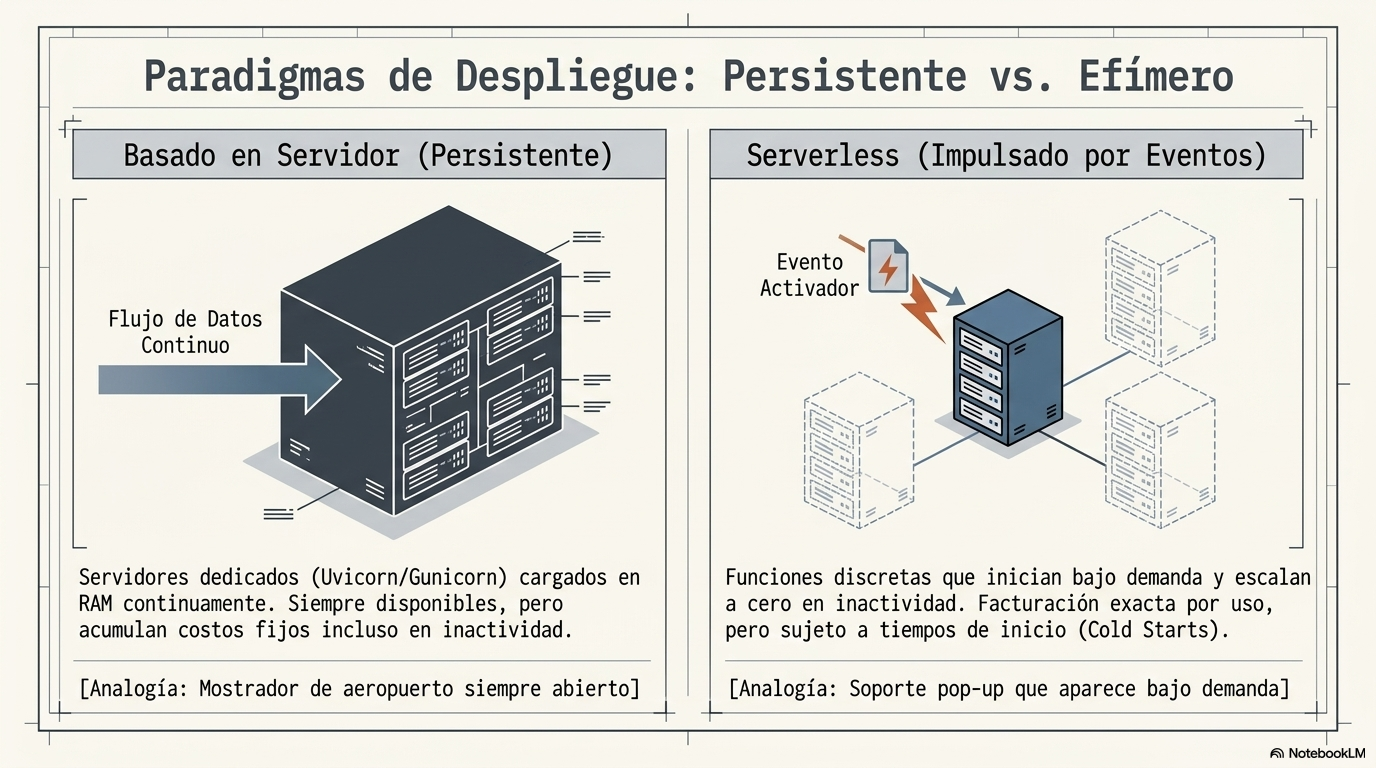 Paradigmas de Despliegue: Persistente vs. Efímero
Basado en Servidor (Persistente)
Flujo de Datos
Continuo
Servidores dedicados (Uvicorn/Gunicorn) cargados en
RAM continuamente. Siempre disponibles, pero
acumulan costos fijos incluso en inactividad.
[Analogía: Mostrador de aeropuerto siempre abierto]
Serverless (Impulsado por Eventos)
Evento
Activador
Funciones discretas que inician bajo demanda y escalan
a cero en inactividad. Facturación exacta por uso,
pero sujeto a tiempos de inicio (Cold Starts).
[Analogía: Soporte pop-up que aparece bajo demanda]
NotebookLM